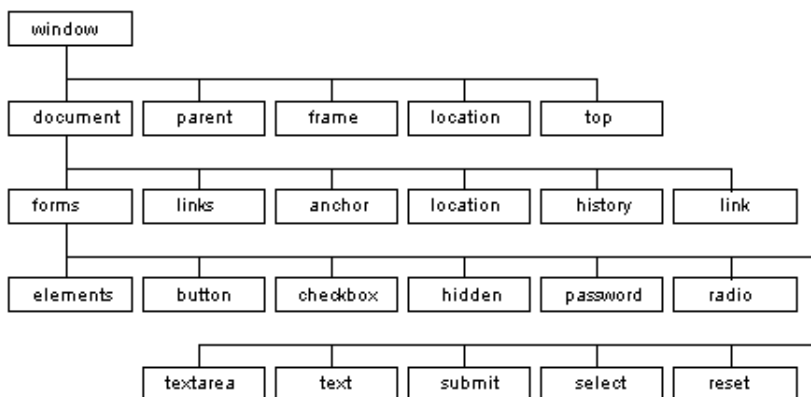 window
document parent frame location top
forms links anchor location history link
elements button checkbox hidden password radio
textarea text submit select reset